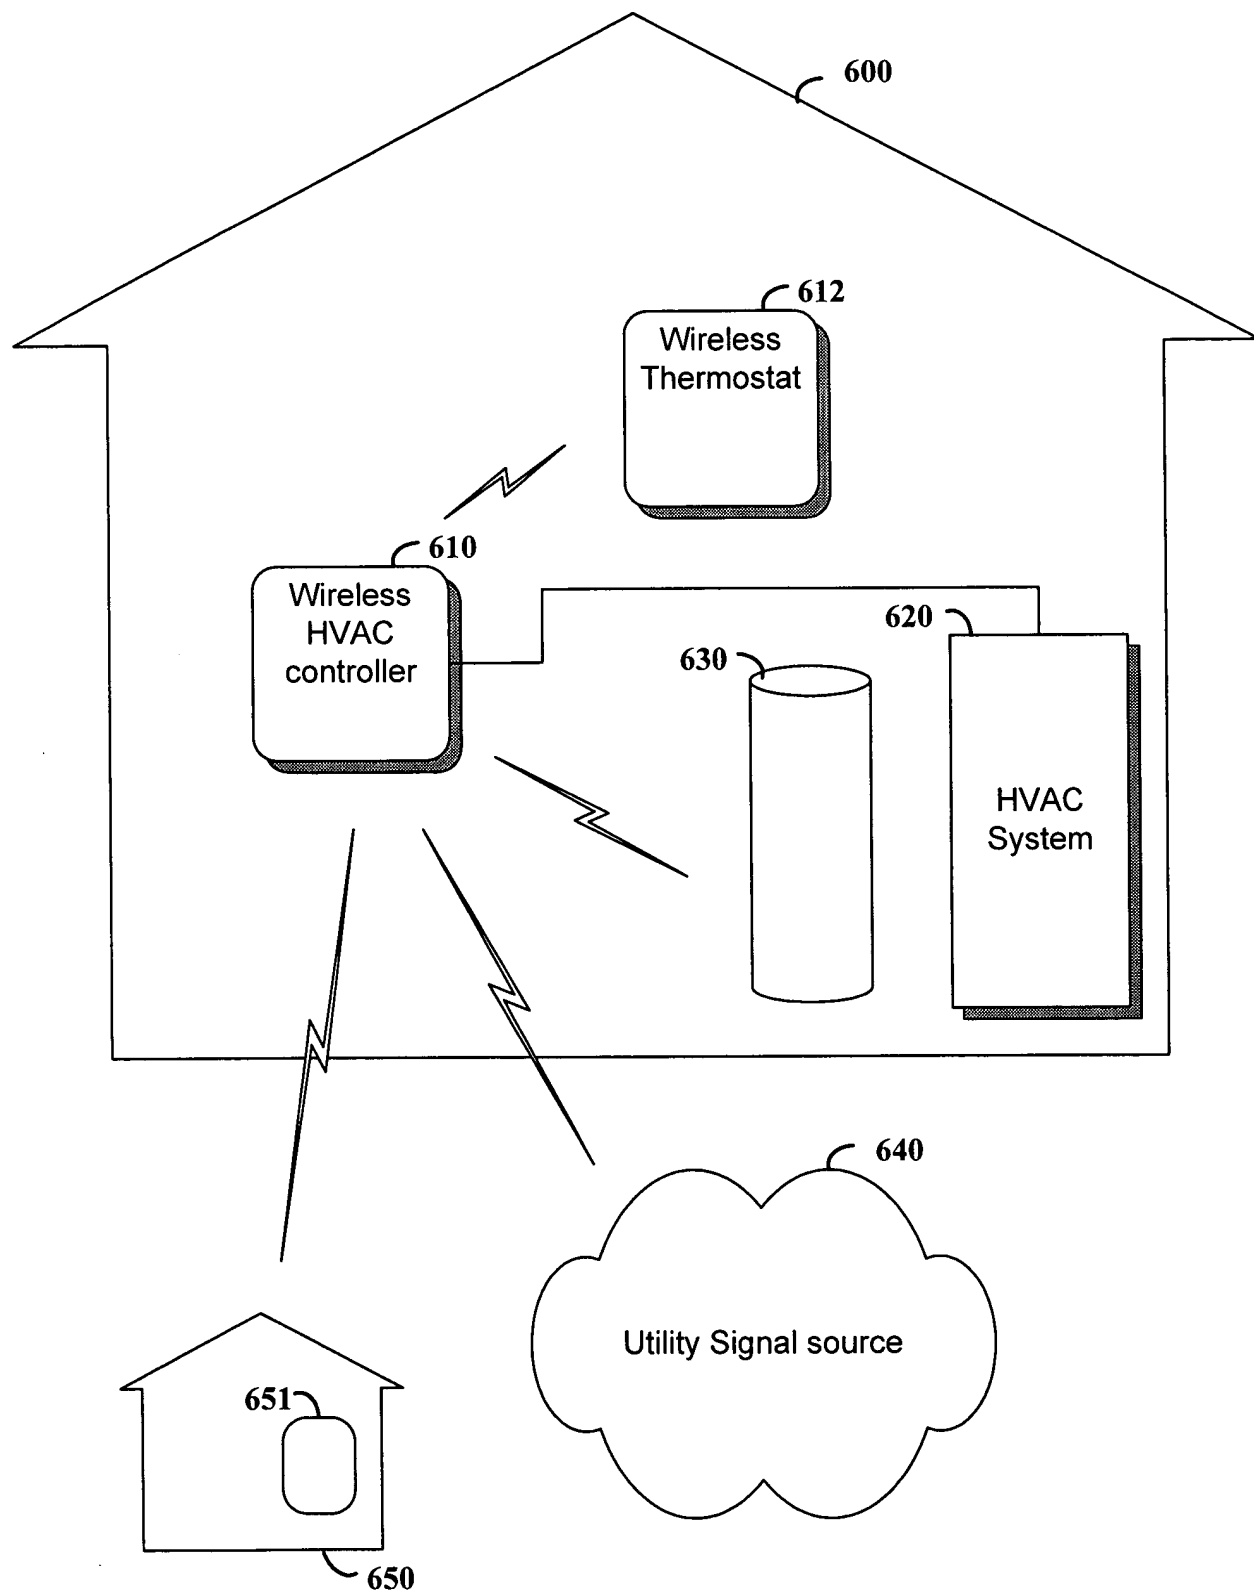 600
612
Wireless
Thermostat
610
Wireless
HVAC
controller
620
630
HVAC
System
640
Utility Signal source
651
650